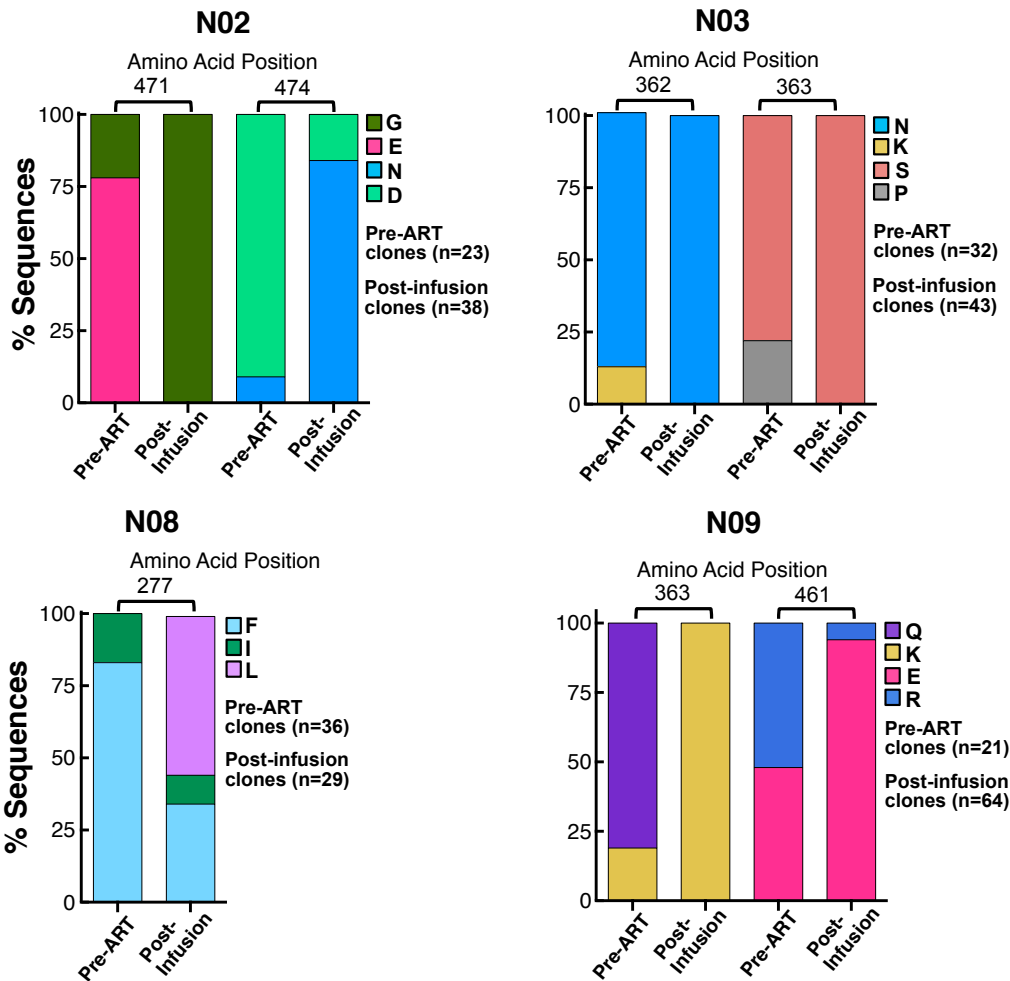 N02
Amino Acid Position
471
474
100
75
50
25
0
% Sequences
G
E
N
D
Pre-ART
clones (n=23)
Post-infusion
clones (n=38)
Pre-ART
Post-
Infusion
Pre-ART
Post-
Infusion
N03
Amino Acid Position
362
363
100
75
50
25
0
N
K
S
P
Pre-ART
clones (n=32)
Post-infusion
clones (n=43)
Pre-ART
Post-
Infusion
Pre-ART
Post-
Infusion
N08
Amino Acid Position
277
100
75
50
25
0
% Sequences
F
I
L
Pre-ART
clones (n=36)
Post-infusion
clones (n=29)
Pre-ART
Post-
Infusion
N09
Amino Acid Position
363
461
100
75
50
25
0
Q
K
E
R
Pre-ART
clones (n=21)
Post-infusion
clones (n=64)
Pre-ART
Post-
Infusion
Pre-ART
Post-
Infusion